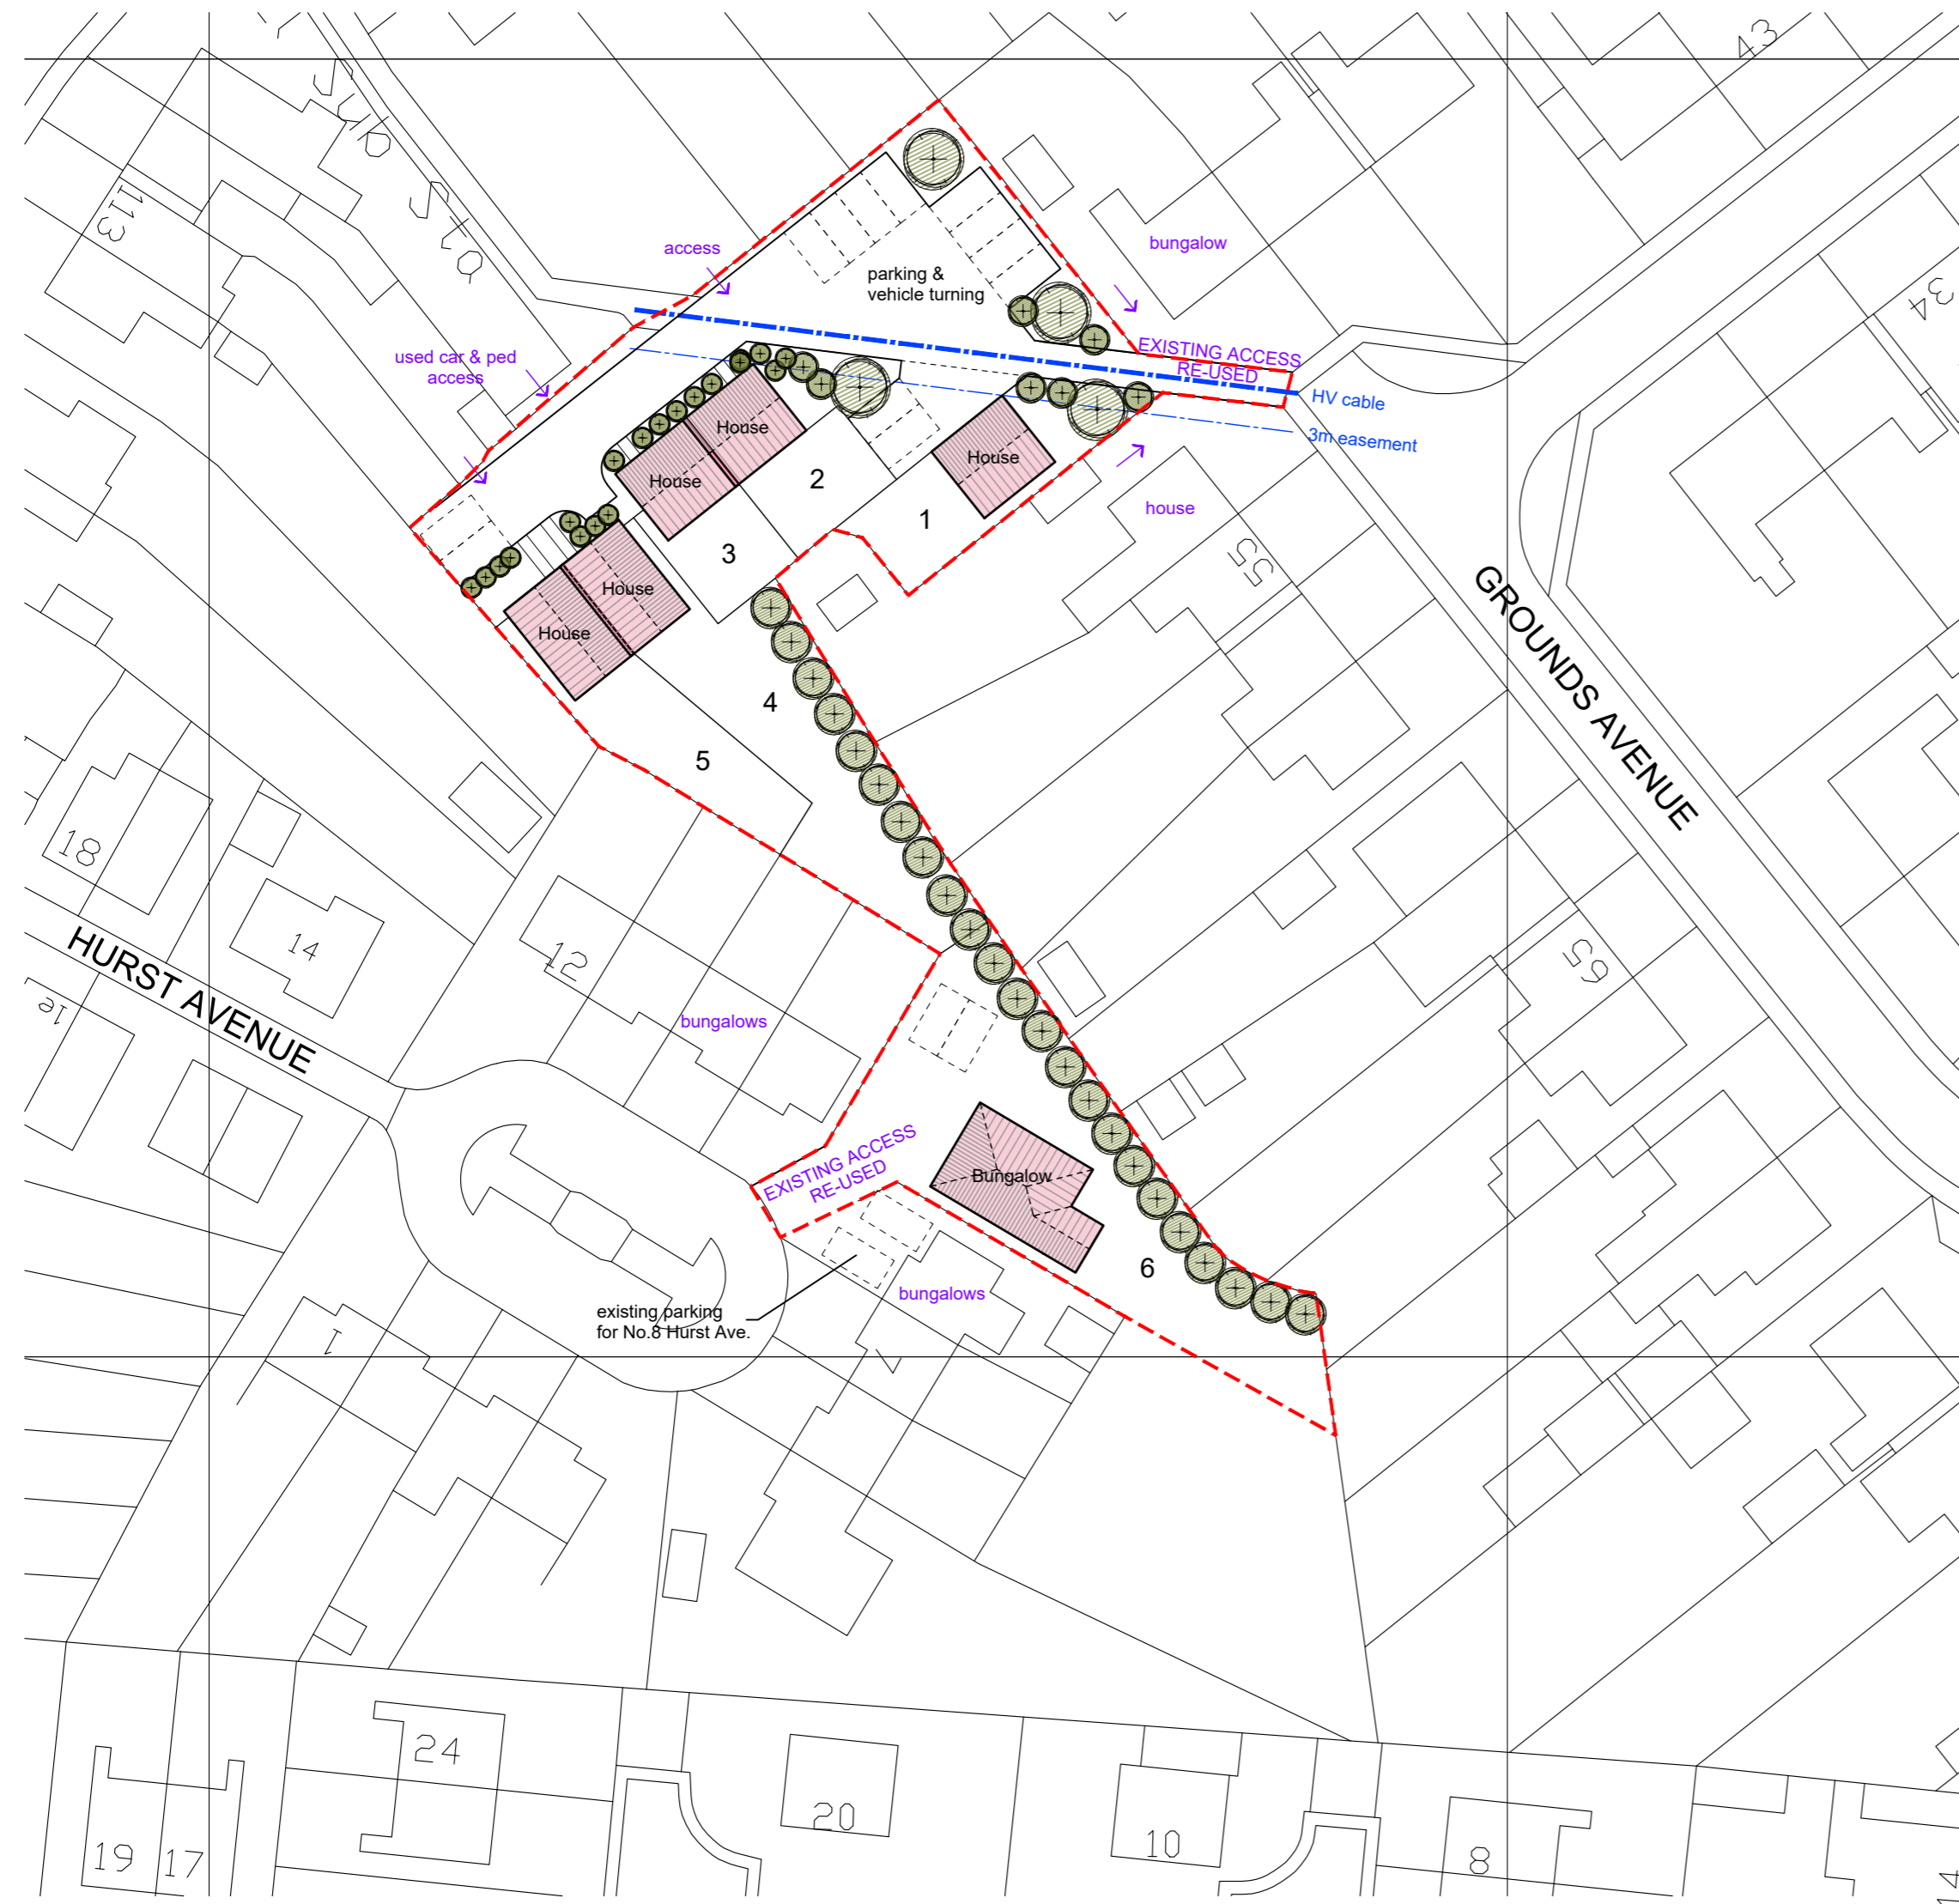 43
113
access
bungalow
parking &
vehicle turning
34
EXISTING ACCESS
RE-USED
used car & ped
access
HV cable
3m easement
House
House
House
2
1
house
3
55
House
House
GROUNDS AVENUE
4
5
18
14
12
65
HURST AVENUE
1a
bungalows
EXISTING ACCESS
RE-USED
Bungalow
6
bungalows
existing parking
for No.8 Hurst Ave.
1
24
20
10
8
19
17